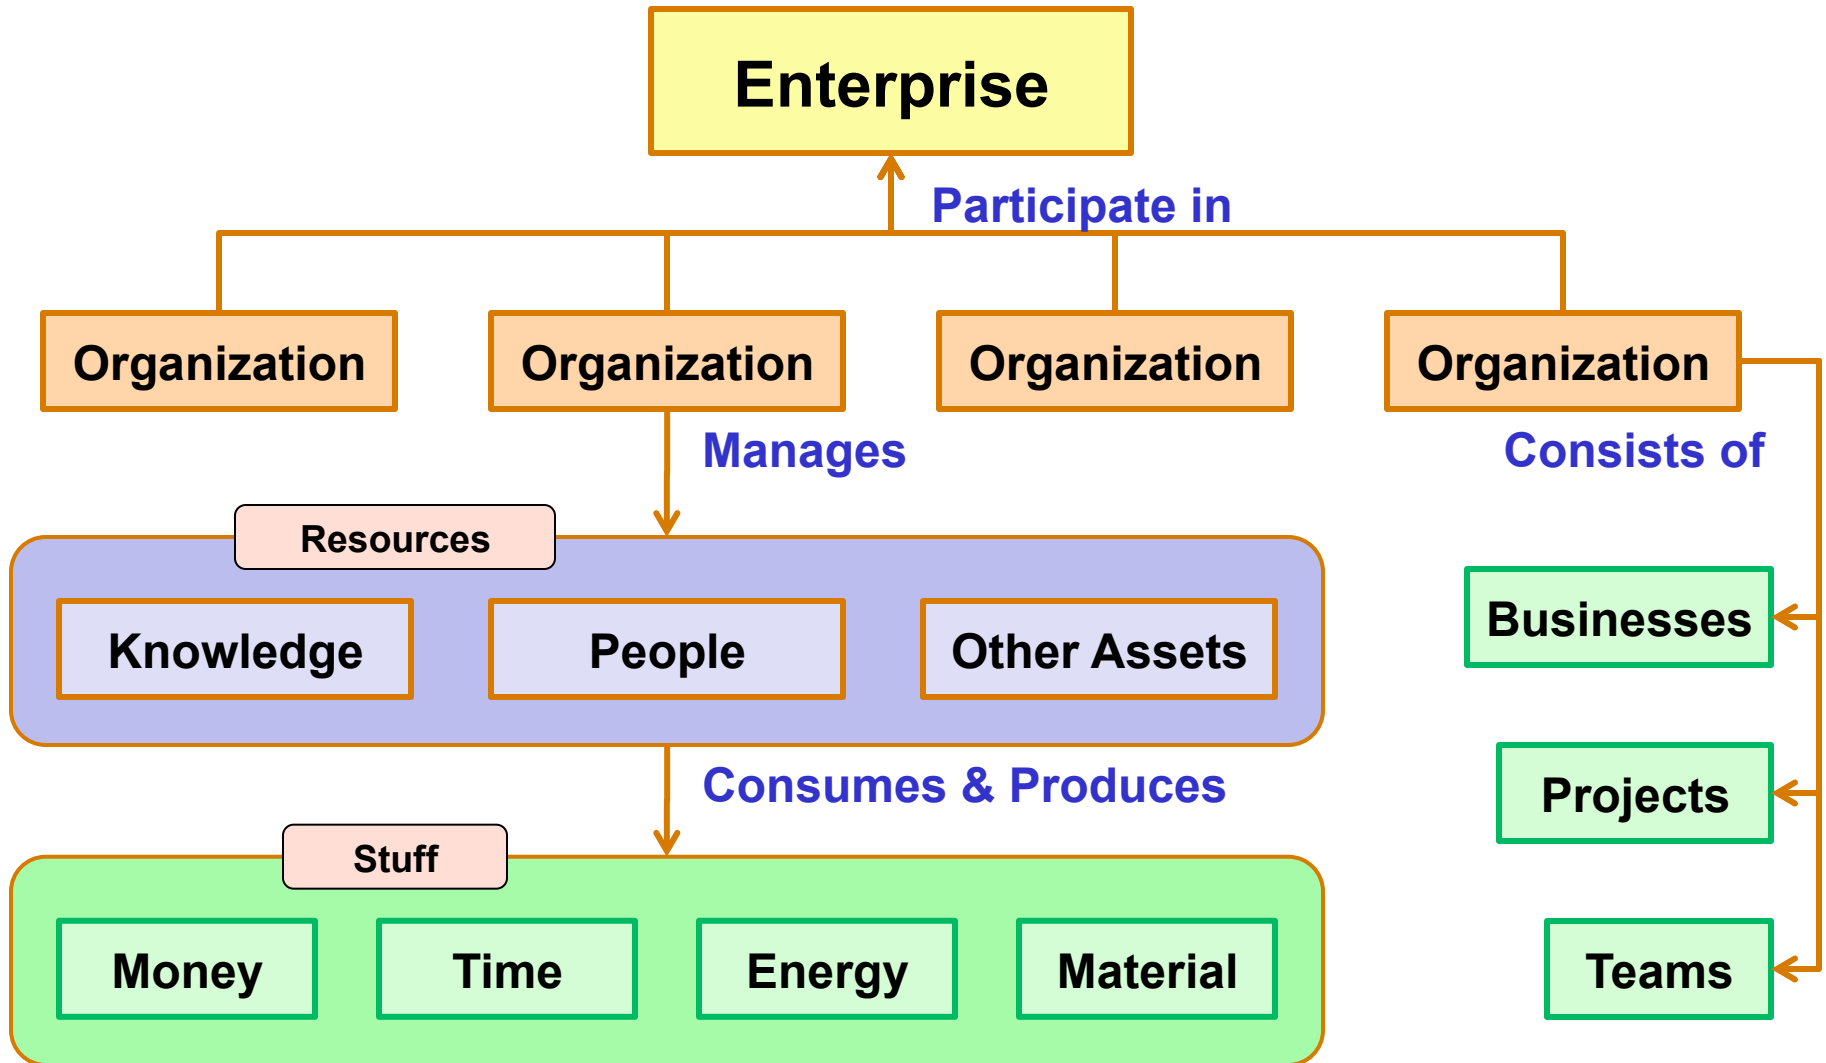 Enterprise
Participate in
Organization
Organization
Organization
Organization
Manages
Consists of
Resources
Knowledge
People
Other Assets
Businesses
Consumes & Produces
Projects
Stuff
Money
Time
Energy
Material
Teams